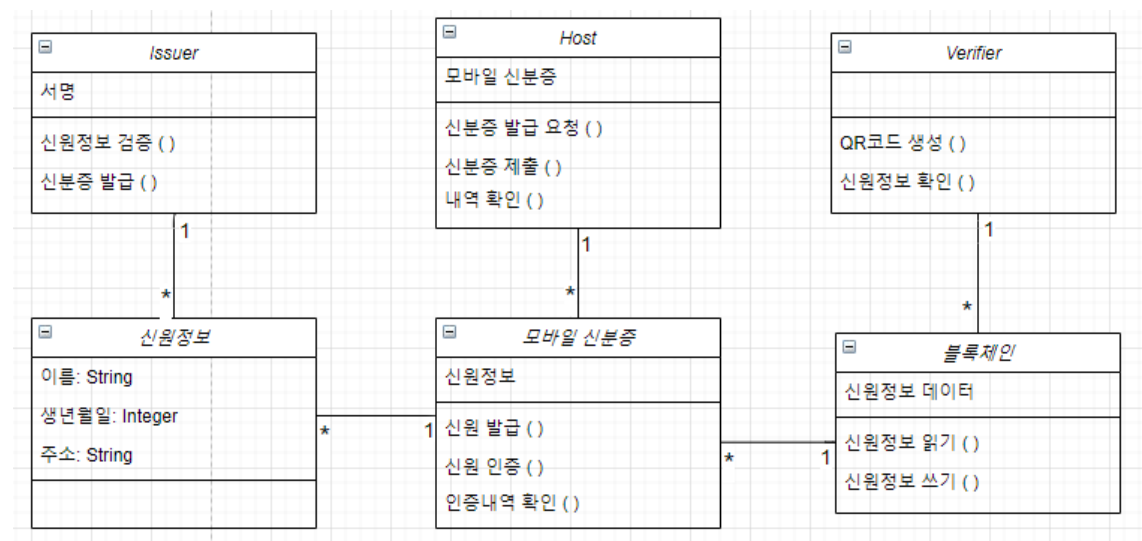 Issuer
서명
신원정보 검증 ( )
신분증 발급 ( )
1
*
Host
모바일 신분증
신분증 발급 요청 ( )
신분증 제출 ( )
내역 확인 ( )
1
*
Verifier
QR코드 생성 ( )
신원정보 확인 ( )
1
*
신원정보
이름: String
생년월일: Integer
주소: String
*
1
모바일 신분증
신원정보
신원 발급 ( )
신원 인증 ( )
인증내역 확인 ( )
*
1
블록체인
신원정보 데이터
신원정보 읽기 ( )
신원정보 쓰기 ( )